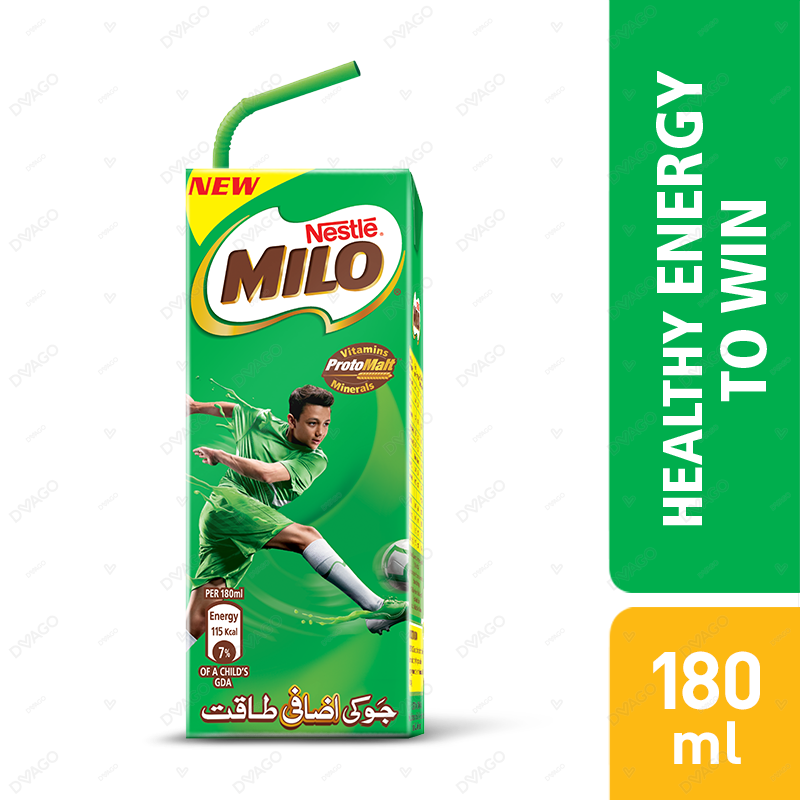 NEW
Nestlé®
MILO®
Vitamins
ProtoMalt
Minerals
PER 180ml
Energy
115 Kcal
7%
OF A CHILD'S
GDA
جَو کی اضافی طاقت
HEALTHY ENERGY
TO WIN
180
ml
DVAGO